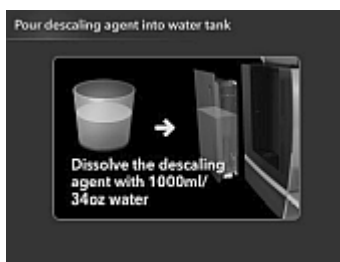 Pour descaling agent into water tank
Dissolve the descaling
agent with 1000ml/
34oz water